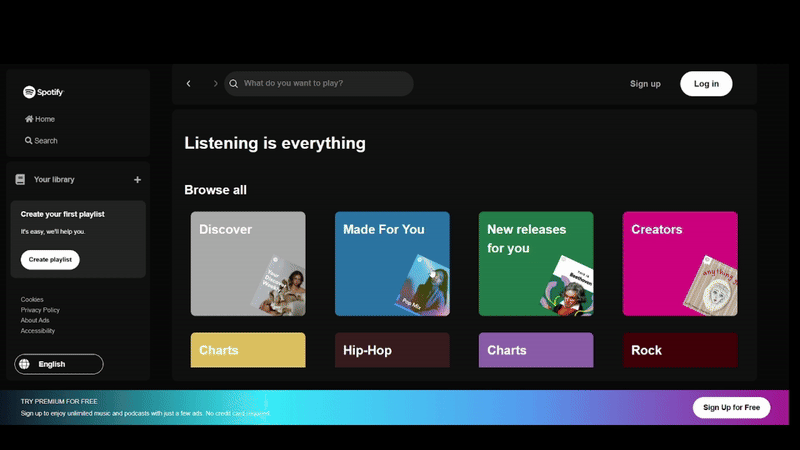 Spotify
What do you want to play?
Sign up
Log in
Home
Search
Your library
Create your first playlist
It's easy, we'll help you.
Create playlist
Cookies
Privacy Policy
About Ads
Accessibility
English
Listening is everything
Browse all
Discover
Your
Discover
Weekly
Made For You
Pop Mix
New releases
for you
This is
Beethoven
Creators
anything
Charts
Hip-Hop
Charts
Rock
TRY PREMIUM FOR FREE
Sign up to enjoy unlimited music and podcasts with just a few ads. No credit card required.
Sign Up for Free